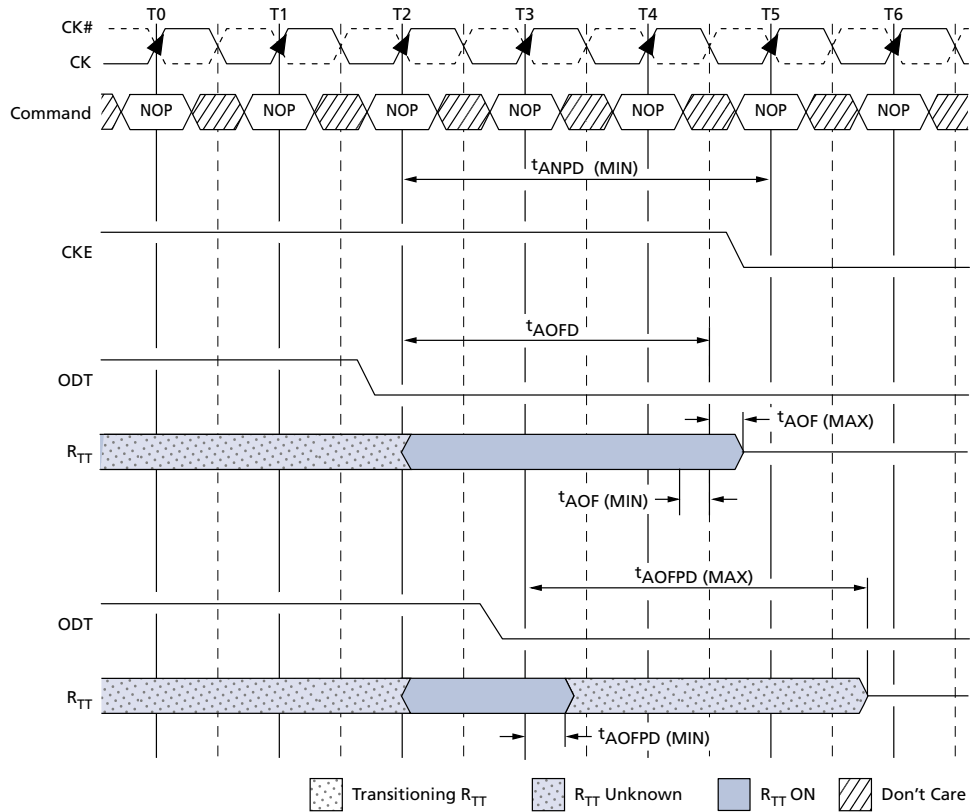 T0 T1 T2 T3 T4 T5 T6
CK#
CK
Command NOP NOP NOP NOP NOP NOP NOP
tANPD (MIN)
CKE
tAOFD
ODT
tAOF (MAX)
RTT
tAOF (MIN)
tAOFPD (MAX)
ODT
RTT
tAOFPD (MIN)
Transitioning RTT RTT Unknown RTT ON Don't Care